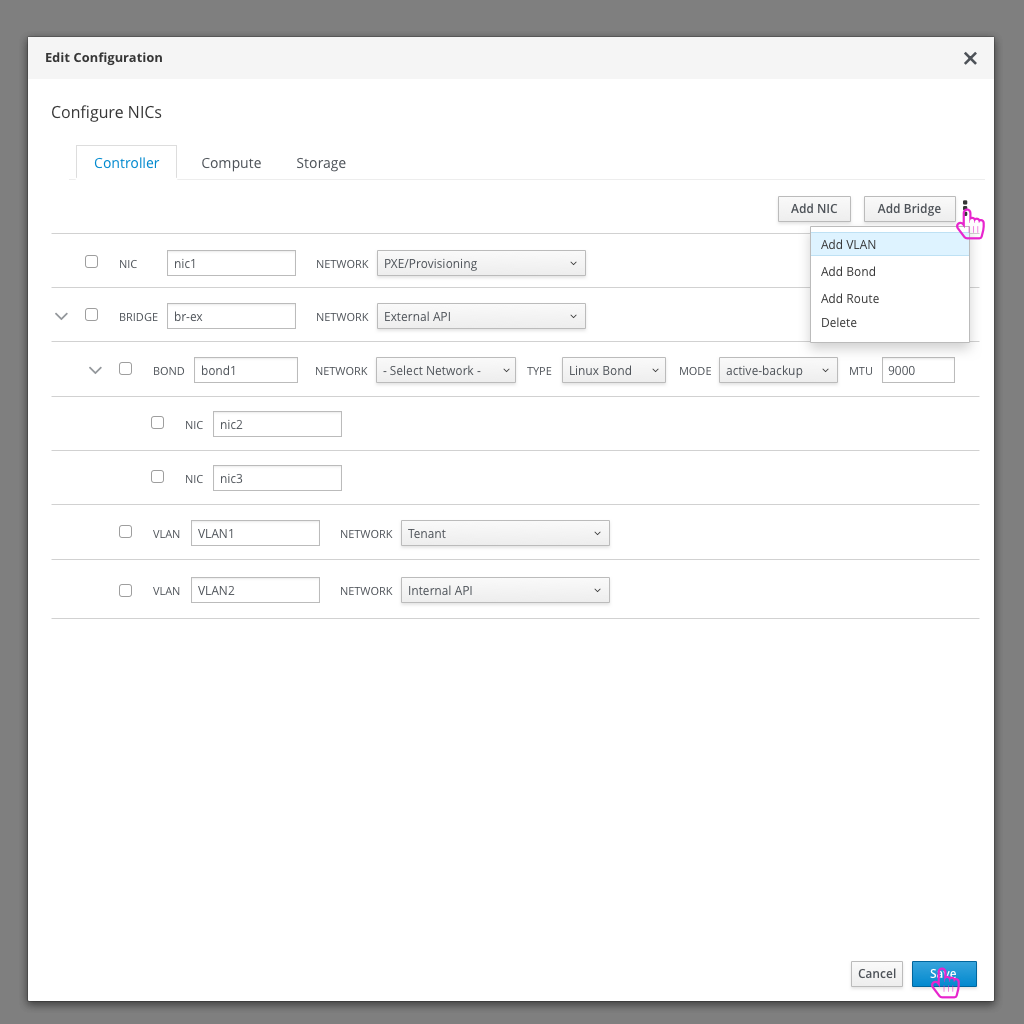 Edit Configuration
Configure NICs
Controller Compute Storage
Add NIC Add Bridge
Add VLAN
Add Bond
Add Route
Delete
NIC nic1 NETWORK PXE/Provisioning
BRIDGE br-ex NETWORK External API
BOND bond1 NETWORK - Select Network - TYPE Linux Bond MODE active-backup MTU 9000
NIC nic2
NIC nic3
VLAN VLAN1 NETWORK Tenant
VLAN VLAN2 NETWORK Internal API
Cancel Save